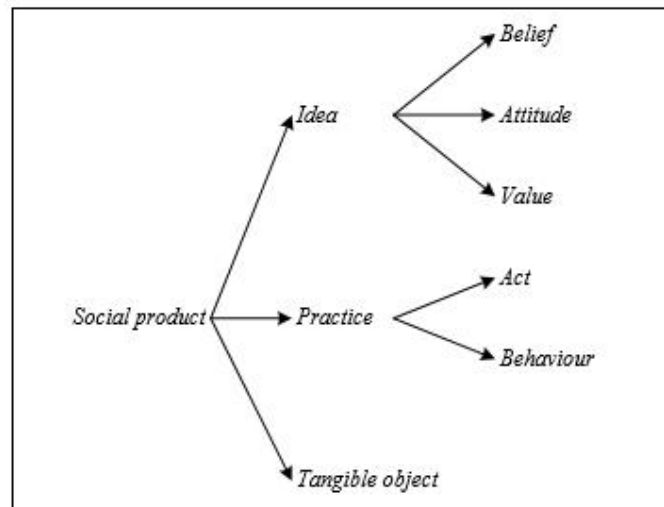 Belief
Idea
Attitude
Value
Act
Social product
Practice
Behaviour
Tangible object